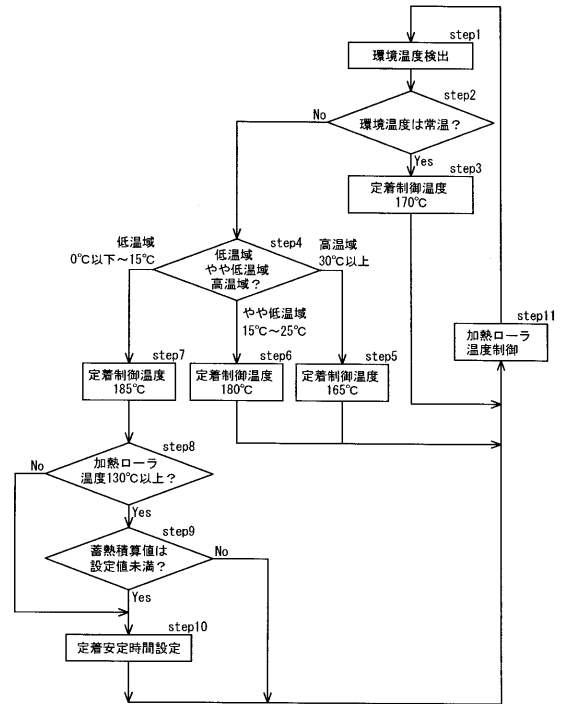 step1
環境温度検出
step2
環境温度は常温？
No
Yes
step3
定着制御温度
170℃
step4
低温域
0℃以下～15℃
低温域
やや低温域
高温域？
高温域
30℃以上
やや低温域
15℃～25℃
step11
加熱ローラ
温度制御
step7
定着制御温度
185℃
step6
定着制御温度
180℃
step5
定着制御温度
165℃
step8
加熱ローラ
温度130℃以上？
No
Yes
step9
蓄熱積算値は
設定値未満？
No
Yes
step10
定着安定時間設定